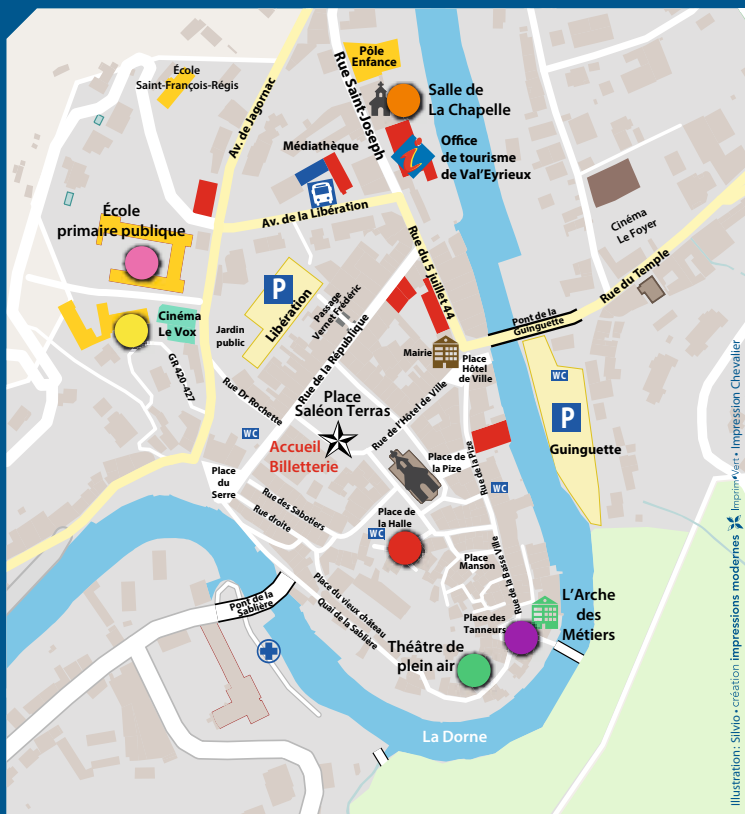 Pôle
Enfance
École
Saint-François-Régis
Rue Saint-Joseph
Salle de
La Chapelle
Av. de Jagornac
Médiathèque
Office
de tourisme
de Val'Eyrieux
i
École
primaire publique
Av. de la Libération
Cinéma
Le Foyer
Rue du 5 juillet 44
Rue du Temple
P
Libération
Passage
Vernet Frédéric
Cinéma
Le Vox
Jardin
public
Pont de la
Guinguette
Rue de la République
Mairie
Place
Hôtel
de Ville
GR 420-427
WC
Rue Dr Rochette
Place
Saléon Terras
Rue de l'Hôtel de Ville
P
Guinguette
WC
Accueil
Billetterie
Place de
la Pize
Rue de la Pize
Place
du
Serre
WC
Rue des Sabotiers
Rue droite
Place de
la Halle
WC
Place
Manson
Rue de la Basse Ville
Pont de la
Sablière
Place du vieux château
Quai de la Sablière
Place des
Tanneurs
L'Arche
des
Métiers
Théâtre de
plein air
La Dorne
Illustration : Silvio • création impressions modernes Imprim'Vert • Impression Chevalier